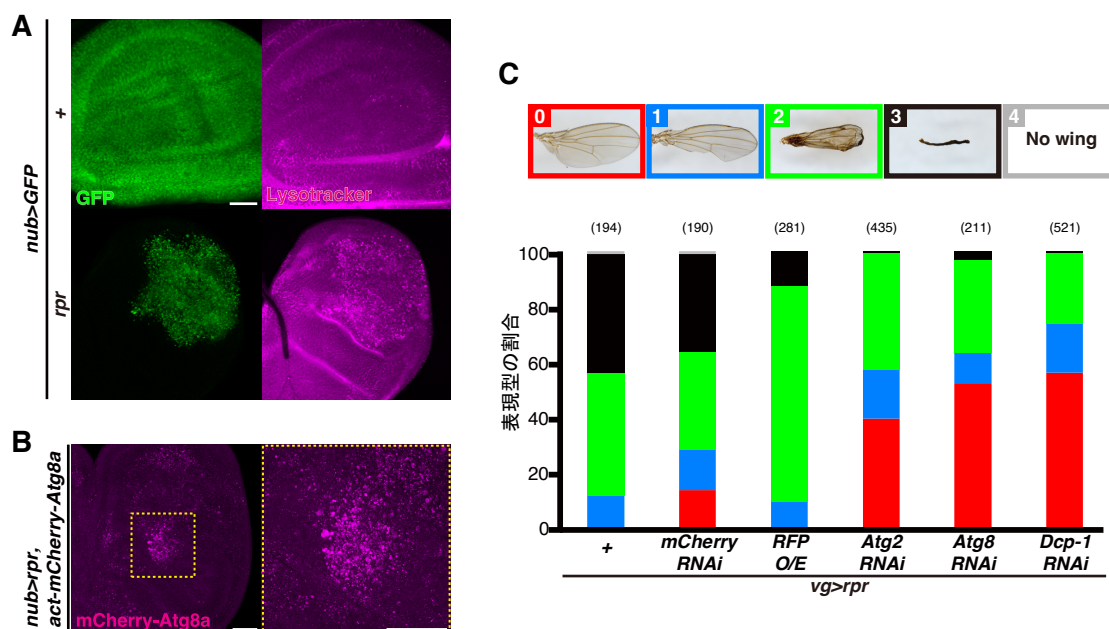 A
nub>GFP
+
rpr
GFP
Lysotracker
B
nub>rpr,
act-mCherry-Atg8a
mCherry-Atg8a
C
0
1
2
3
4
No wing
(194)
(190)
(281)
(435)
(211)
(521)
表現型の割合
100
80
60
40
20
0
+
mCherry
RNAi
RFP
O/E
Atg2
RNAi
Atg8
RNAi
Dcp-1
RNAi
vg>rpr